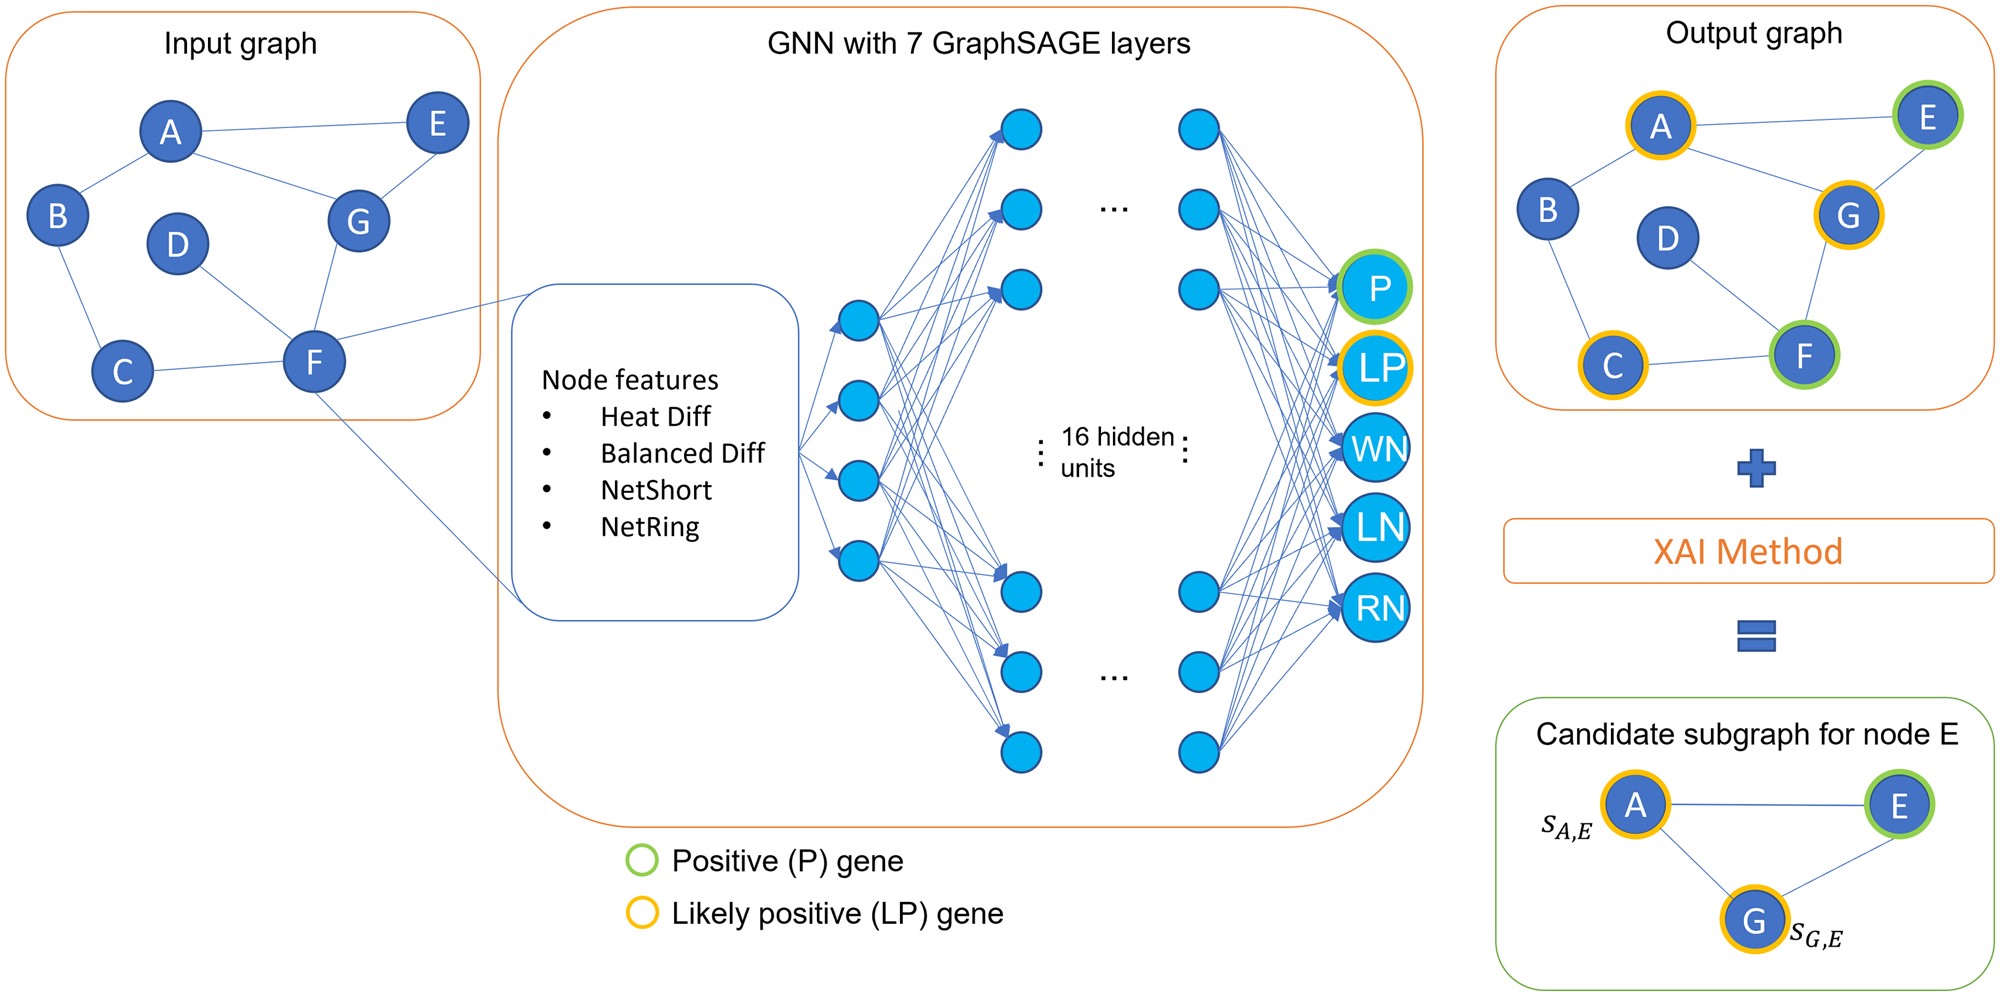 Input graph
A
E
B
G
D
C
F
GNN with 7 GraphSAGE layers
Node features
• Heat Diff
• Balanced Diff
• NetShort
• NetRing
...
...
16 hidden
units
...
...
P
LP
WN
LN
RN
Positive (P) gene
Likely positive (LP) gene
Output graph
A
E
B
G
D
C
F
XAI Method
Candidate subgraph for node E
A
E
S_{A,E}
G
S_{G,E}